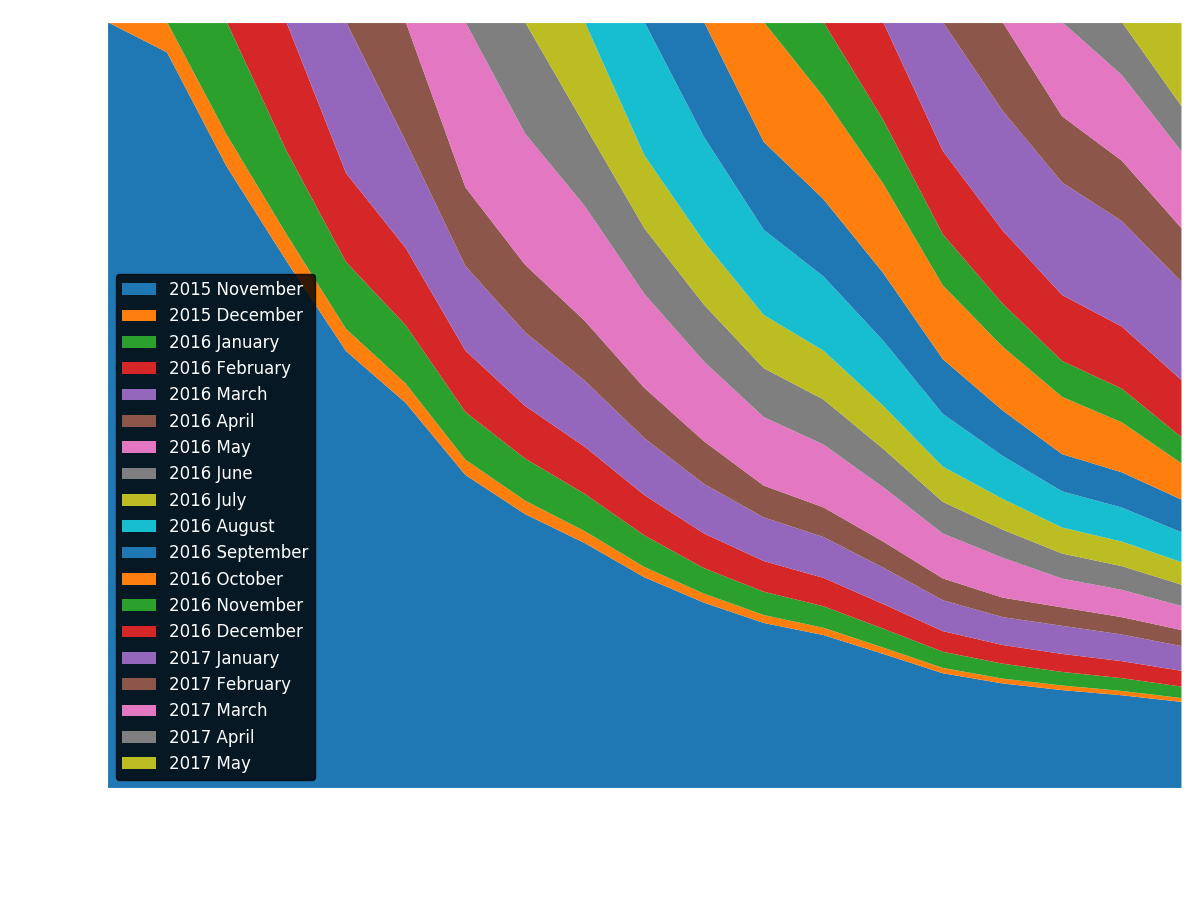 2015 November
2015 December
2016 January
2016 February
2016 March
2016 April
2016 May
2016 June
2016 July
2016 August
2016 September
2016 October
2016 November
2016 December
2017 January
2017 February
2017 March
2017 April
2017 May